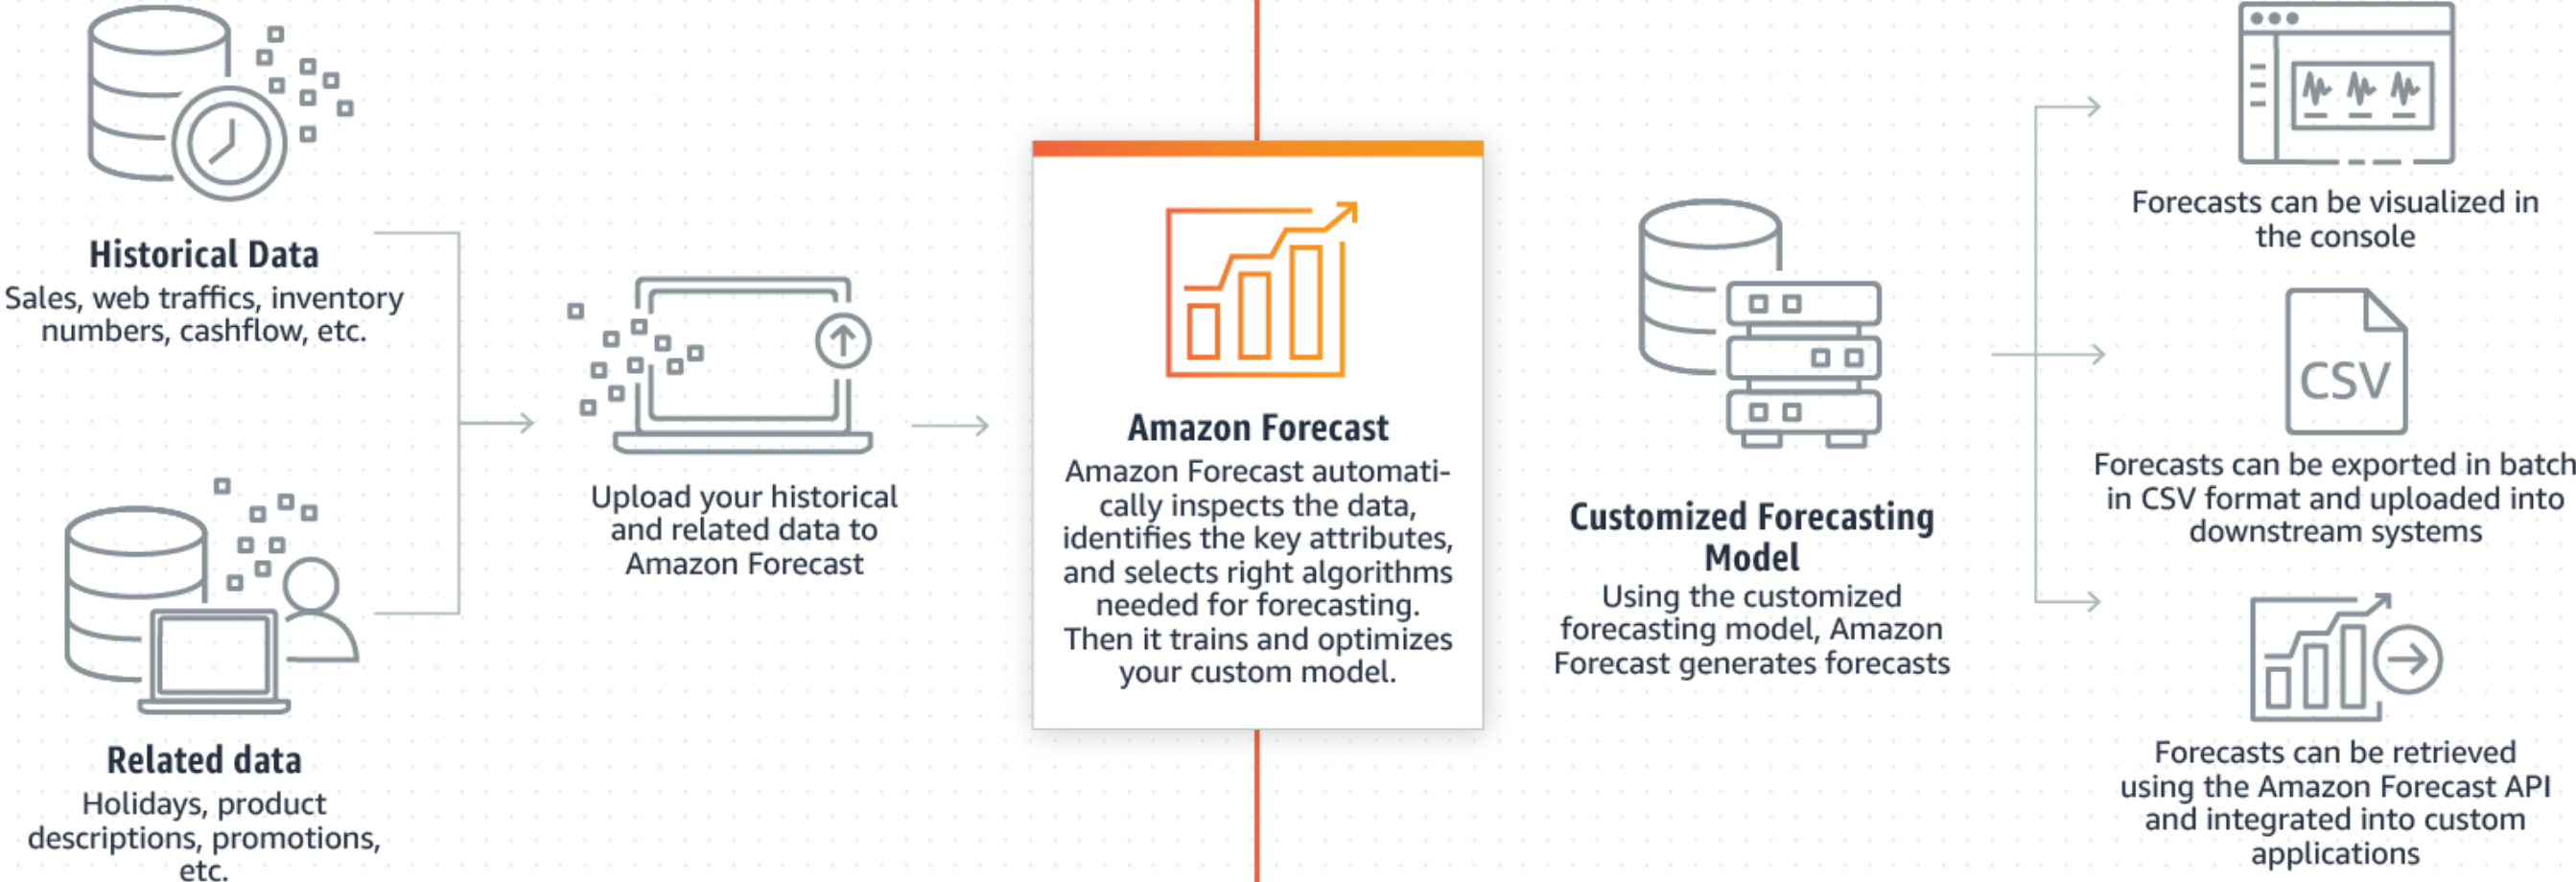 Historical Data
Sales, web traffics, inventory
numbers, cashflow, etc.
Related data
Holidays, product
descriptions, promotions,
etc.
Upload your historical
and related data to
Amazon Forecast
Amazon Forecast
Amazon Forecast automati-
cally inspects the data,
identifies the key attributes,
and selects right algorithms
needed for forecasting.
Then it trains and optimizes
your custom model.
Customized Forecasting
Model
Using the customized
forecasting model, Amazon
Forecast generates forecasts
Forecasts can be visualized in
the console
CSV
Forecasts can be exported in batch
in CSV format and uploaded into
downstream systems
Forecasts can be retrieved
using the Amazon Forecast API
and integrated into custom
applications